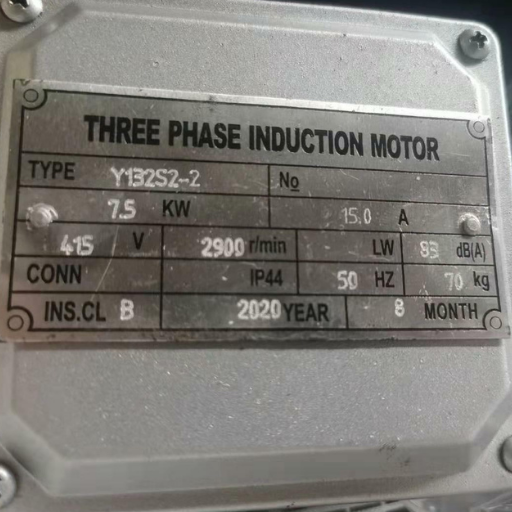 THREE PHASE INDUCTION MOTOR
TYPE Y132S2-2 No
7.5 KW 15.0 A
415 V 2900 r/min LW 83 dB(A)
CONN IP44 50 HZ 70 kg
INS.CL B 2020 YEAR 8 MONTH